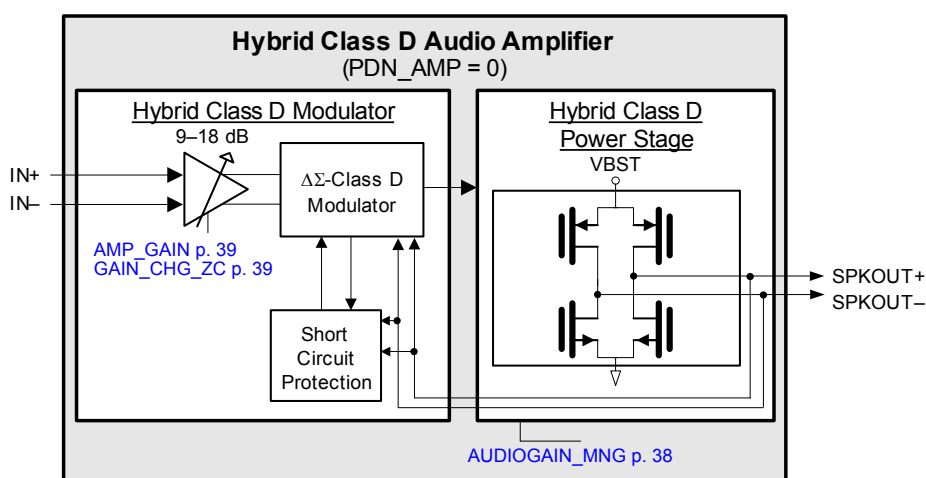 Hybrid Class D Audio Amplifier
(PDN_AMP = 0)
Hybrid Class D Modulator
9–18 dB
IN+
IN–
ΔΣ-Class D
Modulator
AMP_GAIN p. 39
GAIN_CHG_ZC p. 39
Short
Circuit
Protection
Hybrid Class D
Power Stage
VBST
SPKOUT+
SPKOUT–
AUDIOGAIN_MNG p. 38